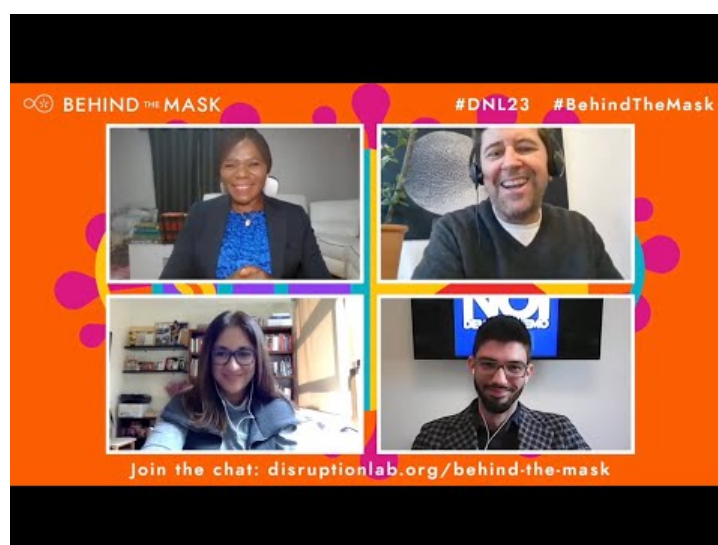 BEHIND THE MASK
#DNL23 #BehindTheMask
Join the chat: disruptionlab.org/behind-the-mask